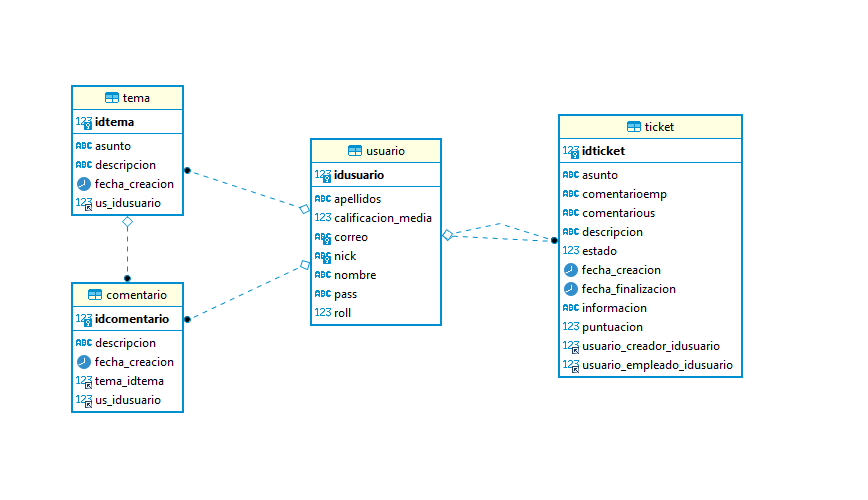 tema
123 idtema
ABC asunto
ABC descripcion
fecha_creacion
123 us_idusuario
comentario
123 idcomentario
ABC descripcion
fecha_creacion
123 tema_idtema
123 us_idusuario
usuario
123 idusuario
ABC apellidos
123 calificacion_media
ABC correo
ABC nick
ABC nombre
ABC pass
123 roll
ticket
123 idticket
ABC asunto
ABC comentarioemp
ABC comentarious
ABC descripcion
123 estado
fecha_creacion
fecha_finalizacion
ABC informacion
123 puntuacion
123 usuario_creador_idusuario
123 usuario_empleado_idusuario